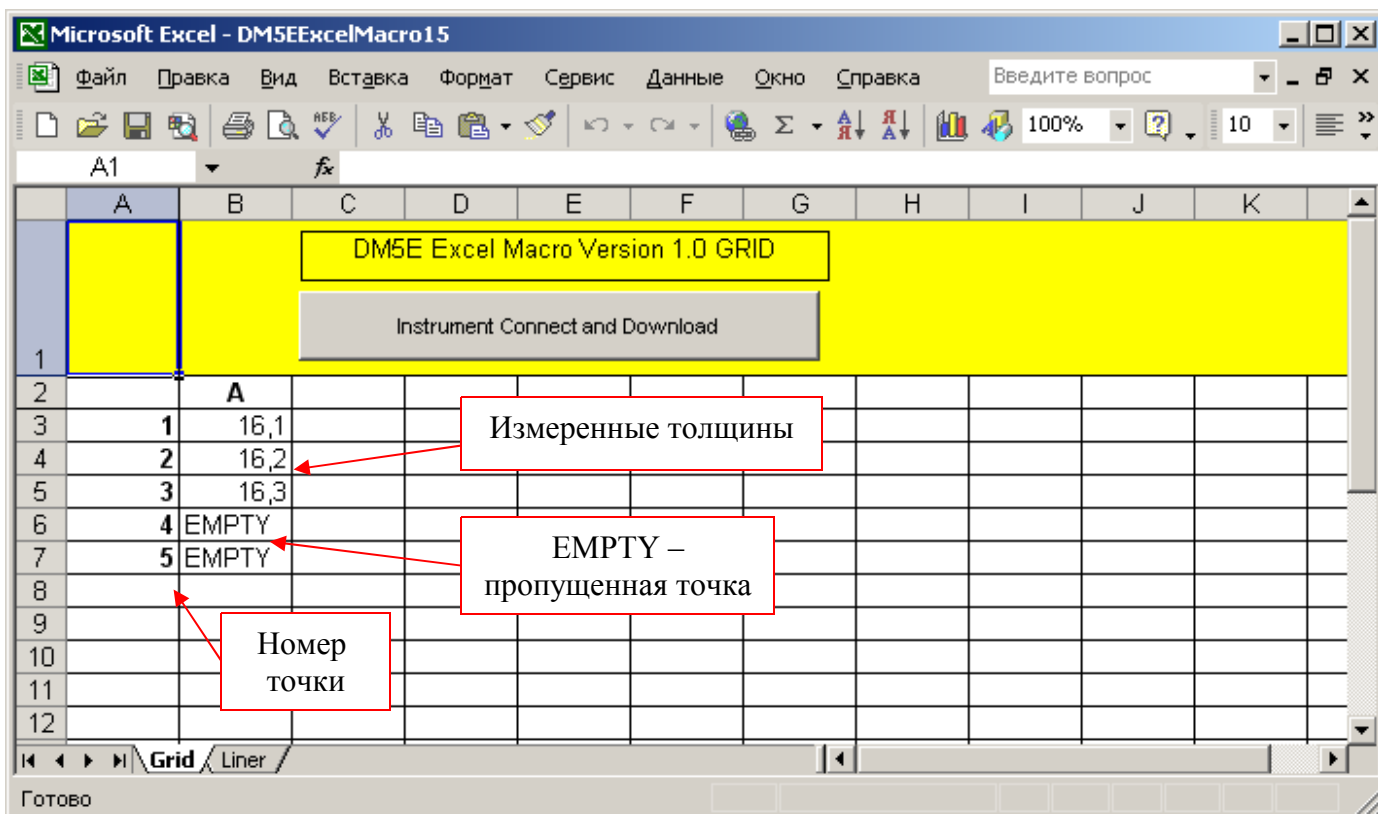 Microsoft Excel - DM5EExcelMacro15
Файл Правка Вид Вставка Формат Сервис Данные Окно Справка Введите вопрос
100% 10
A1 fx
A B C D E F G H I J K
DM5E Excel Macro Version 1.0 GRID
Instrument Connect and Download
1
2 A
3 1 16,1
4 2 16,2
5 3 16,3
6 4 EMPTY
7 5 EMPTY
8
9
10
11
12
Измеренные толщины
EMPTY –
пропущенная точка
Номер
точки
Grid Liner
Готово